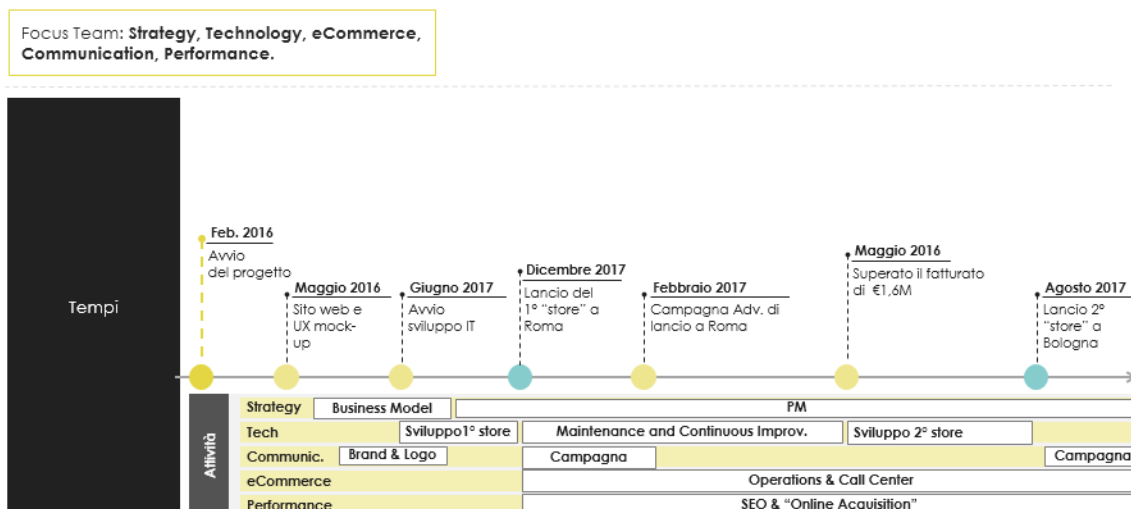 Focus Team: Strategy, Technology, eCommerce,
Communication, Performance.
Tempi
Feb. 2016
Avvio
del progetto
Maggio 2016
Sito web e
UX mock-
up
Giugno 2017
Avvio
sviluppo IT
Dicembre 2017
Lancio del
1° “store” a
Roma
Febbraio 2017
Campagna Adv. di
lancio a Roma
Maggio 2016
Superato il fatturato
di €1,6M
Agosto 2017
Lancio 2°
“store” a
Bologna
Attività
Strategy
Business Model
PM
Tech
Sviluppo1° store
Maintenance and Continuous Improv.
Sviluppo 2° store
Communic.
Brand & Logo
Campagna
Campagna
eCommerce
Operations & Call Center
Performance
SEO & “Online Acquisition”